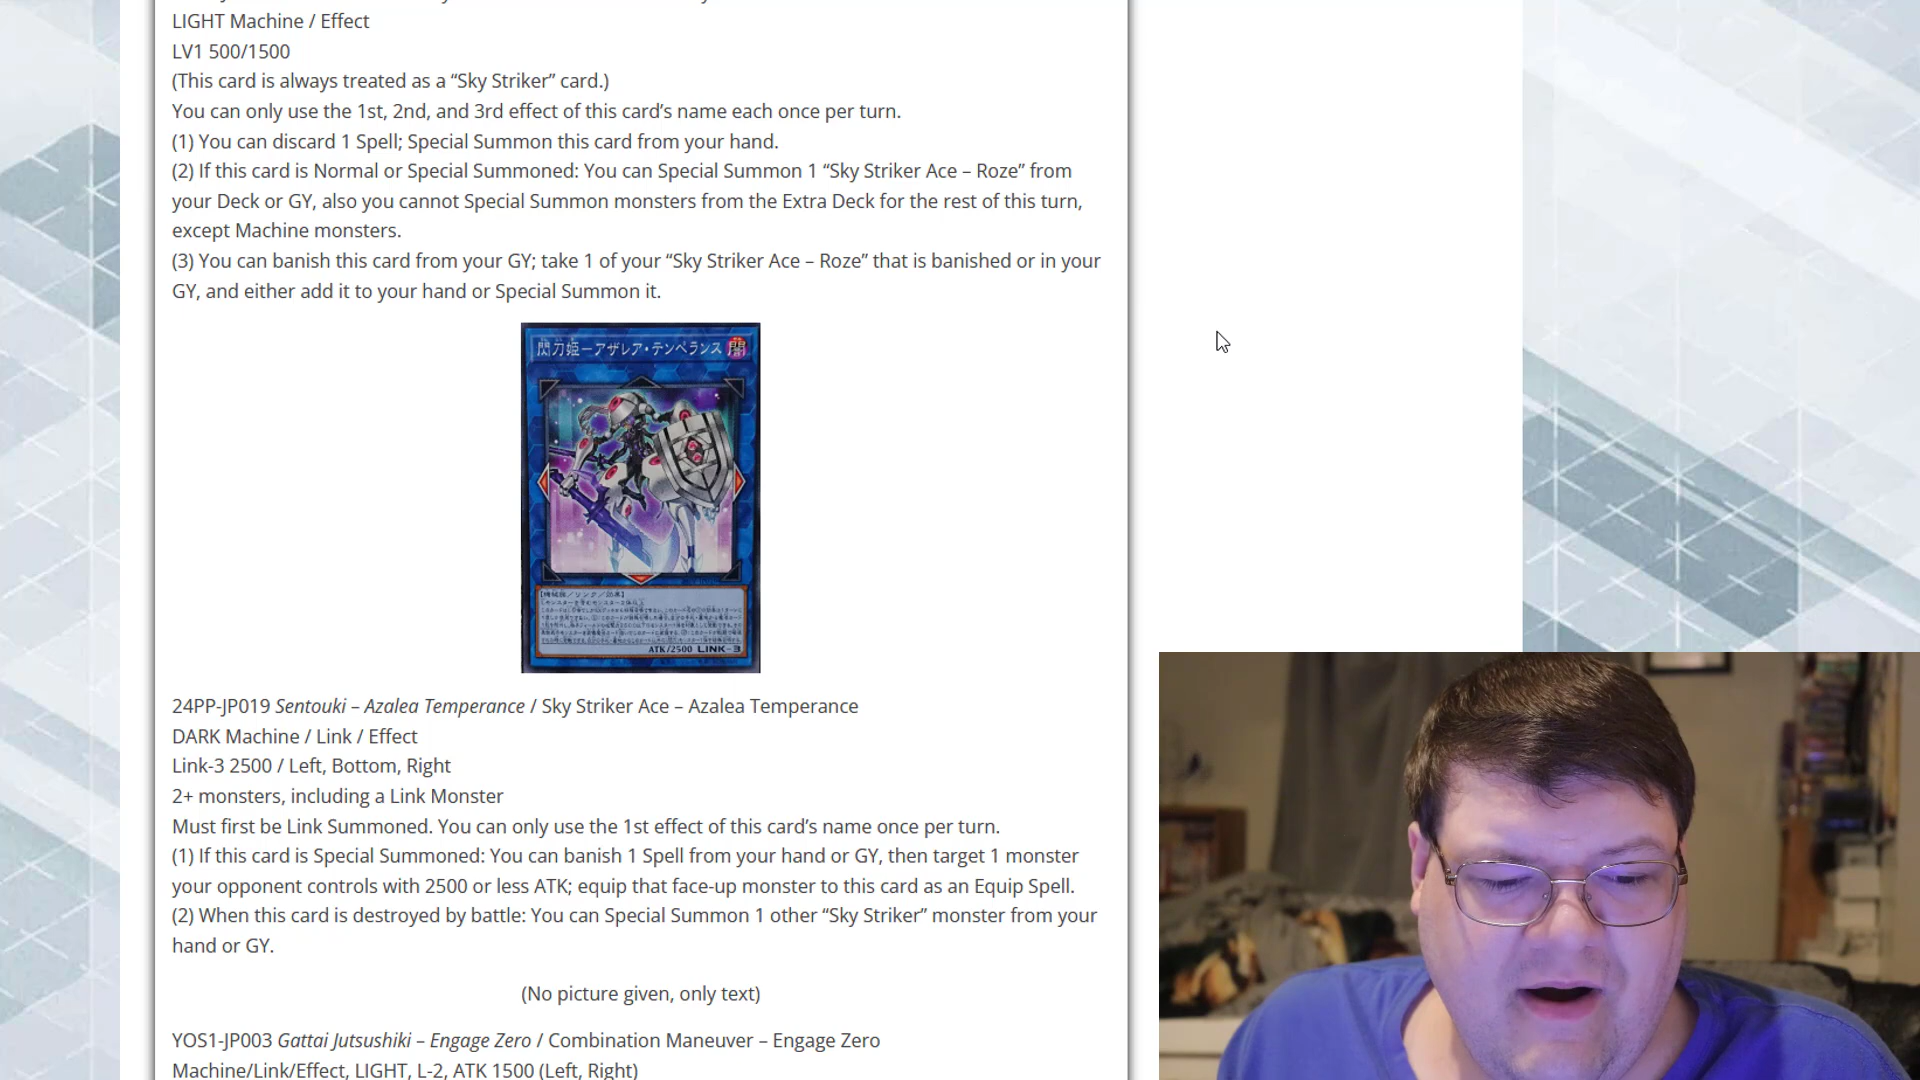 LIGHT Machine / Effect
LV1 500/1500
(This card is always treated as a “Sky Striker” card.)
You can only use the 1st, 2nd, and 3rd effect of this card’s name each once per turn.
(1) You can discard 1 Spell; Special Summon this card from your hand.
(2) If this card is Normal or Special Summoned: You can Special Summon 1 “Sky Striker Ace – Roze” from
your Deck or GY, also you cannot Special Summon monsters from the Extra Deck for the rest of this turn,
except Machine monsters.
(3) You can banish this card from your GY; take 1 of your “Sky Striker Ace – Roze” that is banished or in your
GY, and either add it to your hand or Special Summon it.
閃刀姫－アザレア・テンペランス 闇
【機械族／リンク／効果】
ATK/2500 LINK-3
24PP-JP019 Sentouki – Azalea Temperance / Sky Striker Ace – Azalea Temperance
DARK Machine / Link / Effect
Link-3 2500 / Left, Bottom, Right
2+ monsters, including a Link Monster
Must first be Link Summoned. You can only use the 1st effect of this card’s name once per turn.
(1) If this card is Special Summoned: You can banish 1 Spell from your hand or GY, then target 1 monster
your opponent controls with 2500 or less ATK; equip that face-up monster to this card as an Equip Spell.
(2) When this card is destroyed by battle: You can Special Summon 1 other “Sky Striker” monster from your
hand or GY.
(No picture given, only text)
YOS1-JP003 Gattai Jutsushiki – Engage Zero / Combination Maneuver – Engage Zero
Machine/Link/Effect, LIGHT, L-2, ATK 1500 (Left, Right)